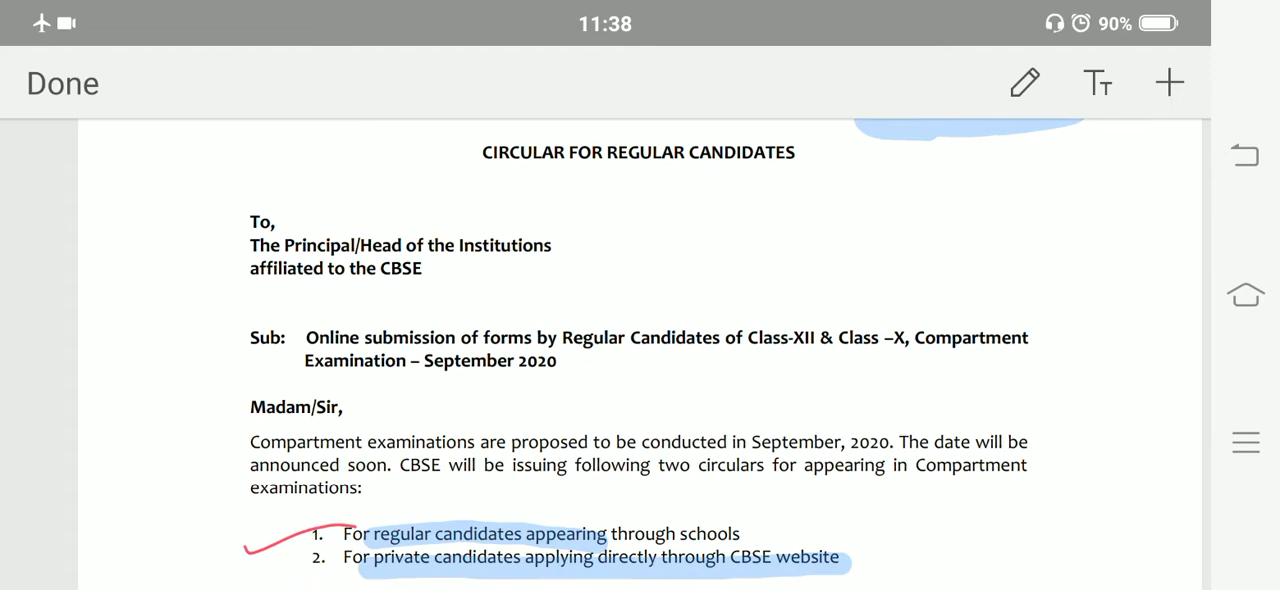 11:38
90%
Done
TT
CIRCULAR FOR REGULAR CANDIDATES
To,
The Principal/Head of the Institutions
affiliated to the CBSE
Sub: Online submission of forms by Regular Candidates of Class-XII & Class –X, Compartment
Examination – September 2020
Madam/Sir,
Compartment examinations are proposed to be conducted in September, 2020. The date will be
announced soon. CBSE will be issuing following two circulars for appearing in Compartment
examinations:
1. For regular candidates appearing through schools
2. For private candidates applying directly through CBSE website